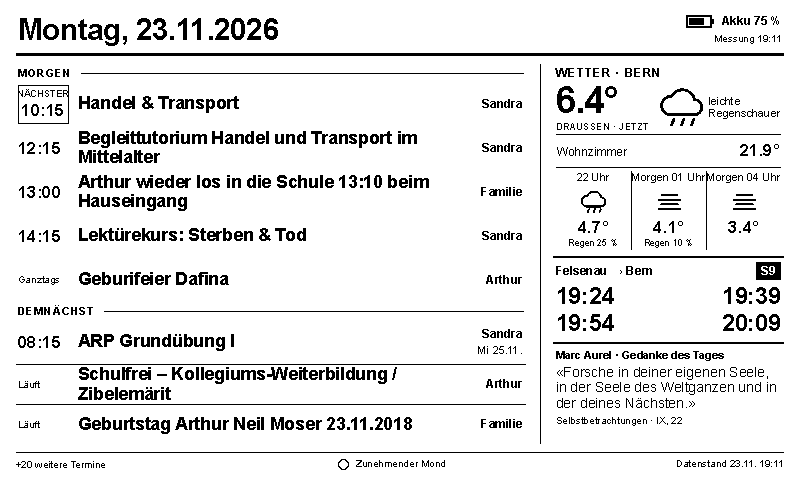 Montag, 23.11.2026
Akku 75 %
Messung 19:11
MORGEN
NÄCHSTER
10:15 Handel & Transport Sandra
12:15 Begleittutorium Handel und Transport im
Mittelalter Sandra
13:00 Arthur wieder los in die Schule 13:10 beim
Hauseingang Familie
14:15 Lektürekurs: Sterben & Tod Sandra
Ganztags Geburifeier Dafina Arthur
DEMNÄCHST
08:15 ARP Grundübung I Sandra
Mi 25.11.
Läuft Schulfrei – Kollegiums-Weiterbildung /
Zibelemärit Arthur
Läuft Geburtstag Arthur Neil Moser 23.11.2018 Familie
WETTER · BERN
6.4° leichte
Regenschauer
DRAUSSEN · JETZT
Wohnzimmer 21.9°
22 Uhr Morgen 01 Uhr Morgen 04 Uhr
4.7° 4.1° 3.4°
Regen 25 % Regen 10 %
Felsenau › Bern S9
19:24 19:39
19:54 20:09
Marc Aurel · Gedanke des Tages
«Forsche in deiner eigenen Seele,
in der Seele des Weltganzen und in
der deines Nächsten.»
Selbstbetrachtungen · IX, 22
+20 weitere Termine
Zunehmender Mond
Datenstand 23.11. 19:11